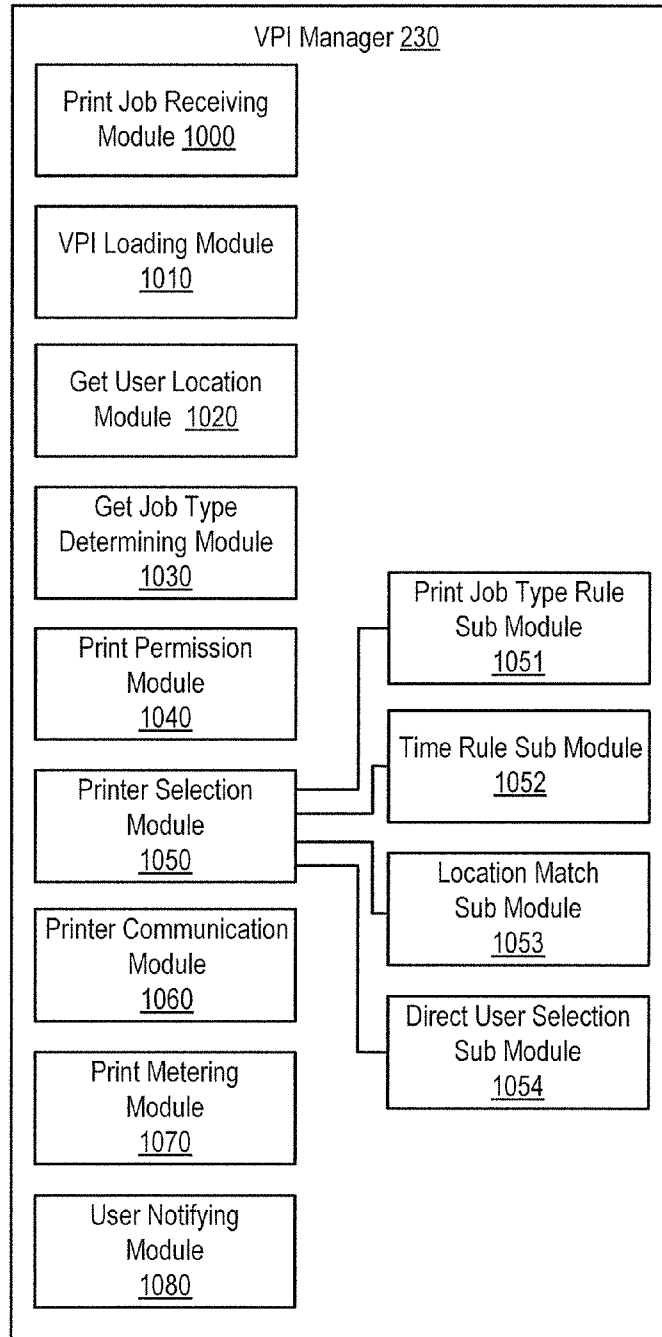 VPI Manager 230
Print Job Receiving
Module 1000
VPI Loading Module
1010
Get User Location
Module 1020
Get Job Type
Determining Module
1030
Print Permission
Module
1040
Printer Selection
Module
1050
Printer Communication
Module
1060
Print Metering
Module
1070
User Notifying
Module
1080
Print Job Type Rule
Sub Module
1051
Time Rule Sub Module
1052
Location Match
Sub Module
1053
Direct User Selection
Sub Module
1054